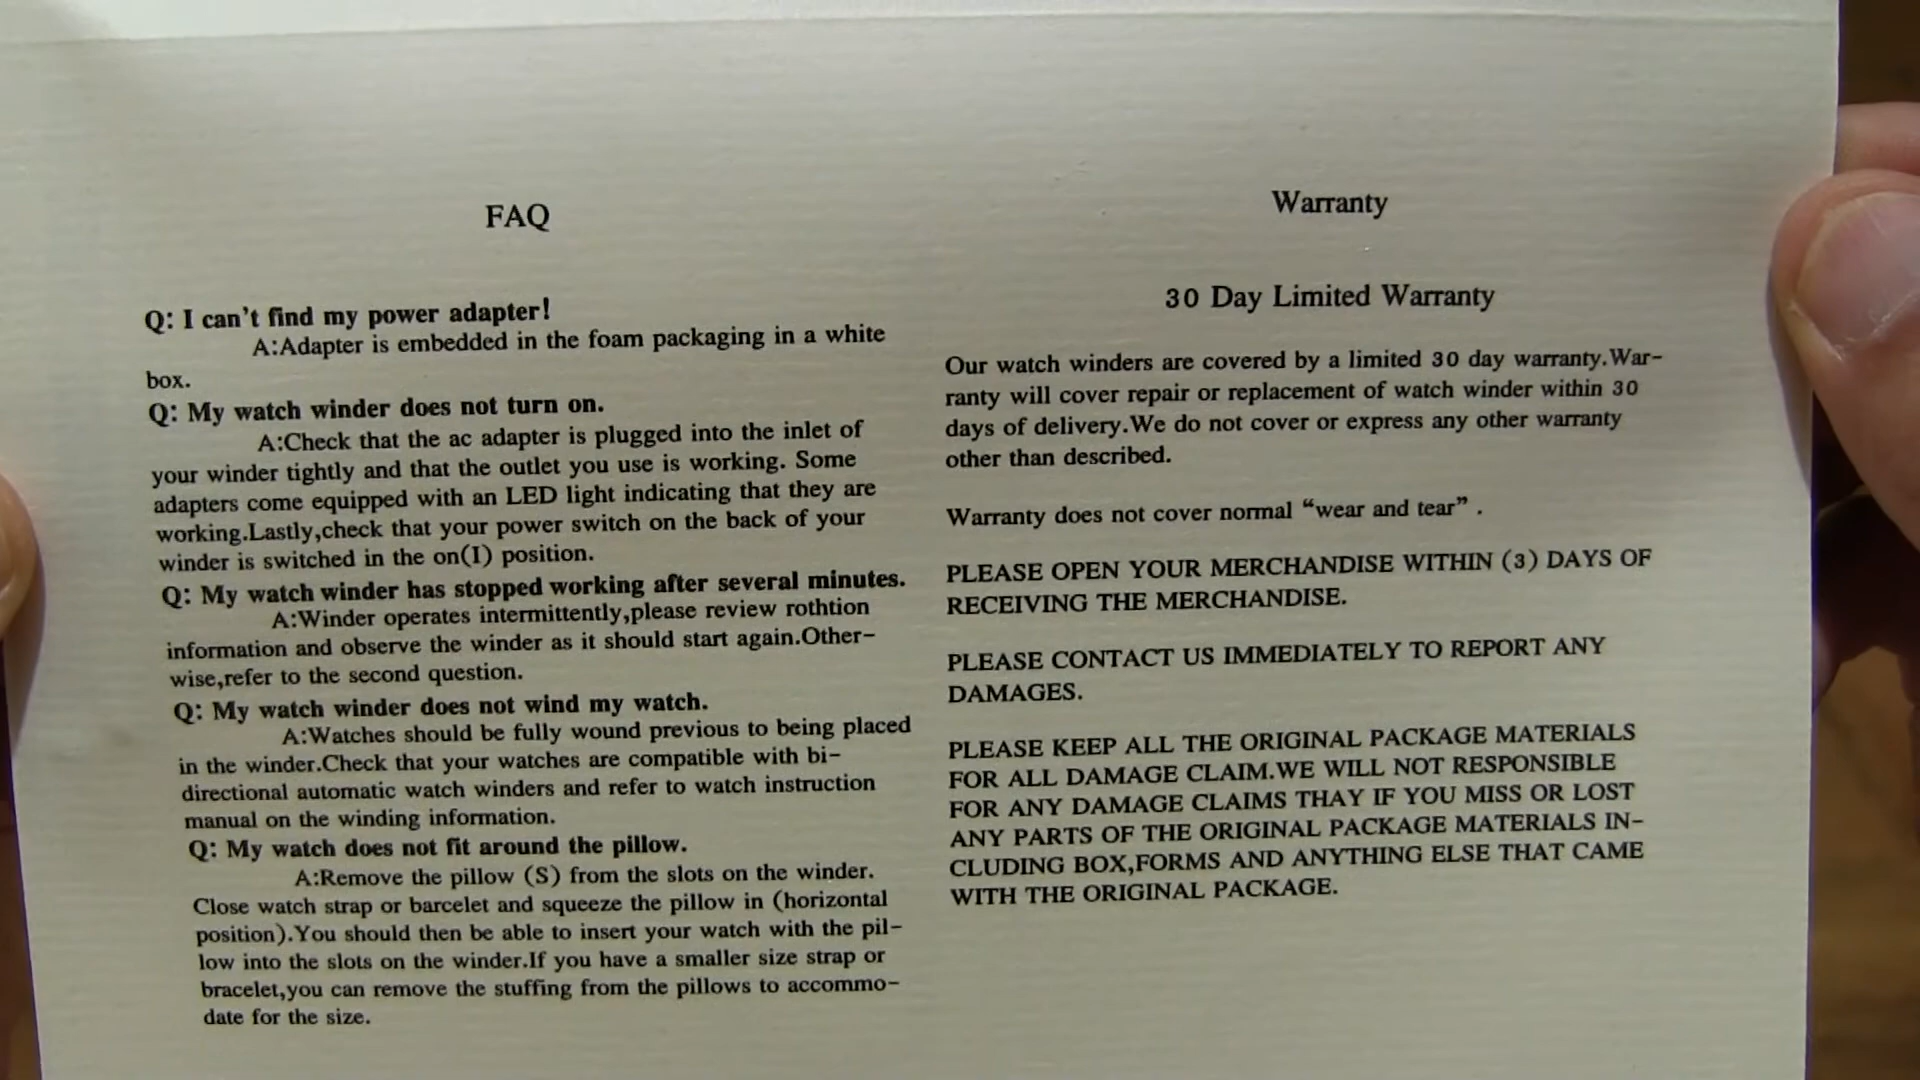 FAQ
Q: I can't find my power adapter!
A:Adapter is embedded in the foam packaging in a white
box.
Q: My watch winder does not turn on.
A:Check that the ac adapter is plugged into the inlet of
your winder tightly and that the outlet you use is working. Some
adapters come equipped with an LED light indicating that they are
working.Lastly,check that your power switch on the back of your
winder is switched in the on(I) position.
Q: My watch winder has stopped working after several minutes.
A:Winder operates intermittently,please review rothtion
information and observe the winder as it should start again.Other-
wise,refer to the second question.
Q: My watch winder does not wind my watch.
A:Watches should be fully wound previous to being placed
in the winder.Check that your watches are compatible with bi-
directional automatic watch winders and refer to watch instruction
manual on the winding information.
Q: My watch does not fit around the pillow.
A:Remove the pillow (S) from the slots on the winder.
Close watch strap or barcelet and squeeze the pillow in (horizontal
position).You should then be able to insert your watch with the pil-
low into the slots on the winder.If you have a smaller size strap or
bracelet,you can remove the stuffing from the pillows to accommo-
date for the size.
Warranty
30 Day Limited Warranty
Our watch winders are covered by a limited 30 day warranty.War-
ranty will cover repair or replacement of watch winder within 30
days of delivery.We do not cover or express any other warranty
other than described.
Warranty does not cover normal “wear and tear” .
PLEASE OPEN YOUR MERCHANDISE WITHIN (3) DAYS OF
RECEIVING THE MERCHANDISE.
PLEASE CONTACT US IMMEDIATELY TO REPORT ANY
DAMAGES.
PLEASE KEEP ALL THE ORIGINAL PACKAGE MATERIALS
FOR ALL DAMAGE CLAIM.WE WILL NOT RESPONSIBLE
FOR ANY DAMAGE CLAIMS THAY IF YOU MISS OR LOST
ANY PARTS OF THE ORIGINAL PACKAGE MATERIALS IN-
CLUDING BOX,FORMS AND ANYTHING ELSE THAT CAME
WITH THE ORIGINAL PACKAGE.